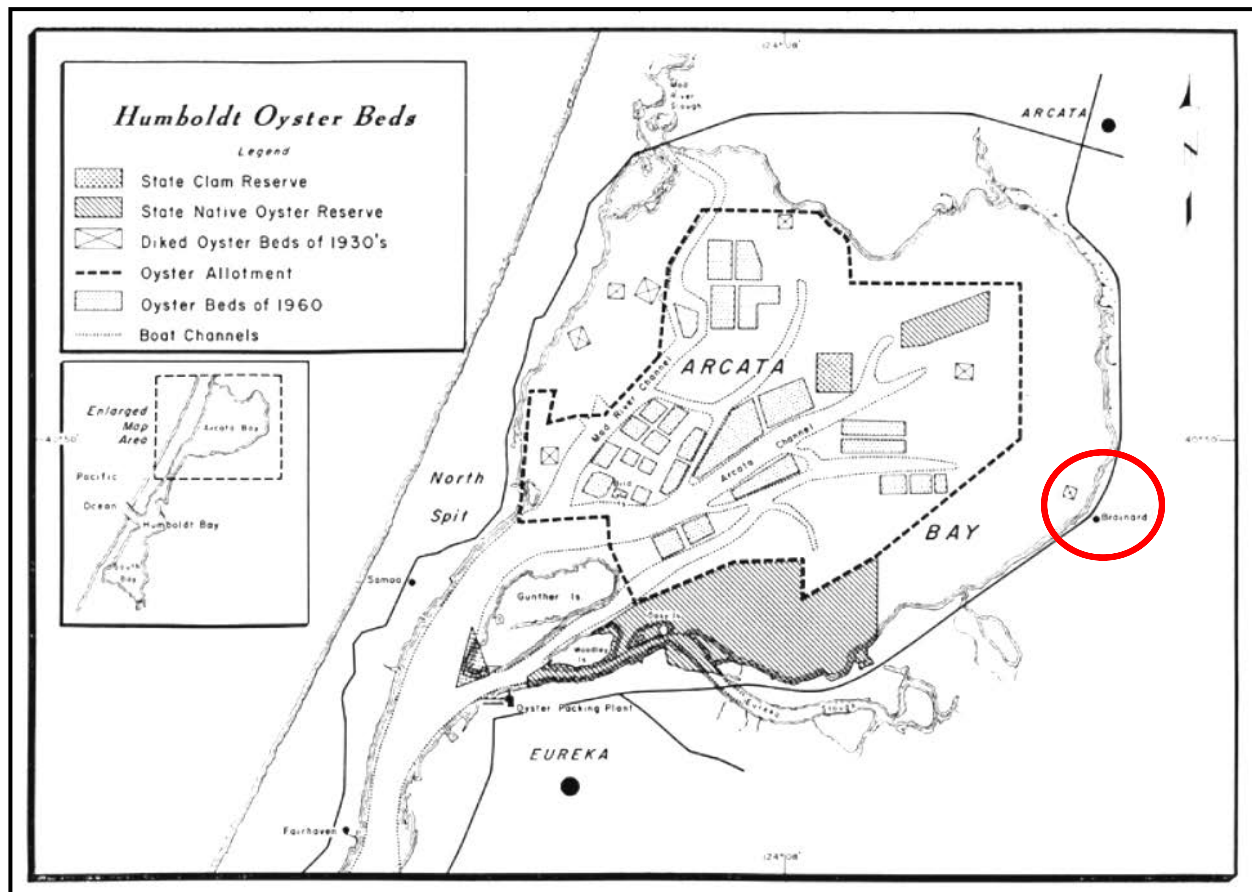 Humboldt Oyster Beds
Legend
State Clam Reserve
State Native Oyster Reserve
Diked Oyster Beds of 1930's
Oyster Allotment
Oyster Beds of 1960
Boat Channels
Enlarged
Map
Area
Arcata Bay
Pacific
Ocean
Humboldt Bay
South
Bay
40°50'
124°08'
Mad
River
Slough
ARCATA
N
ARCATA
Mad River Channel
Arcata Channel
BAY
40°50'
Brainard
North
Spit
Samoa
Gunther Is.
Woodley
Is.
Eureka Slough
Oyster Packing Plant
EUREKA
Fairhaven
124°08'